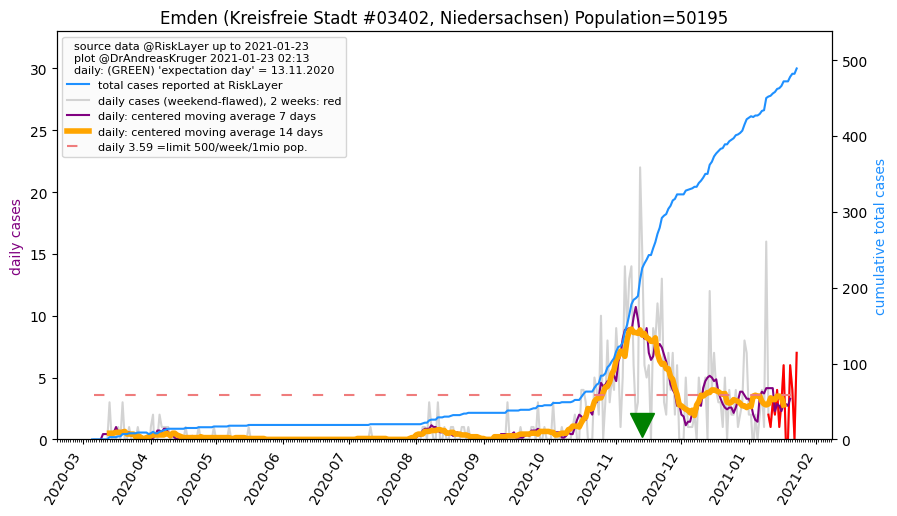 Emden (Kreisfreie Stadt #03402, Niedersachsen) Population=50195
source data @RiskLayer up to 2021-01-23
plot @DrAndreasKruger 2021-01-23 02:13
daily: (GREEN) 'expectation day' = 13.11.2020
total cases reported at RiskLayer
daily cases (weekend-flawed), 2 weeks: red
daily: centered moving average 7 days
daily: centered moving average 14 days
daily 3.59 =limit 500/week/1mio pop.
daily cases
30
25
20
15
10
5
0
500
400
300
200
100
0
cumulative total cases
2020-03
2020-04
2020-05
2020-06
2020-07
2020-08
2020-09
2020-10
2020-11
2020-12
2021-01
2021-02